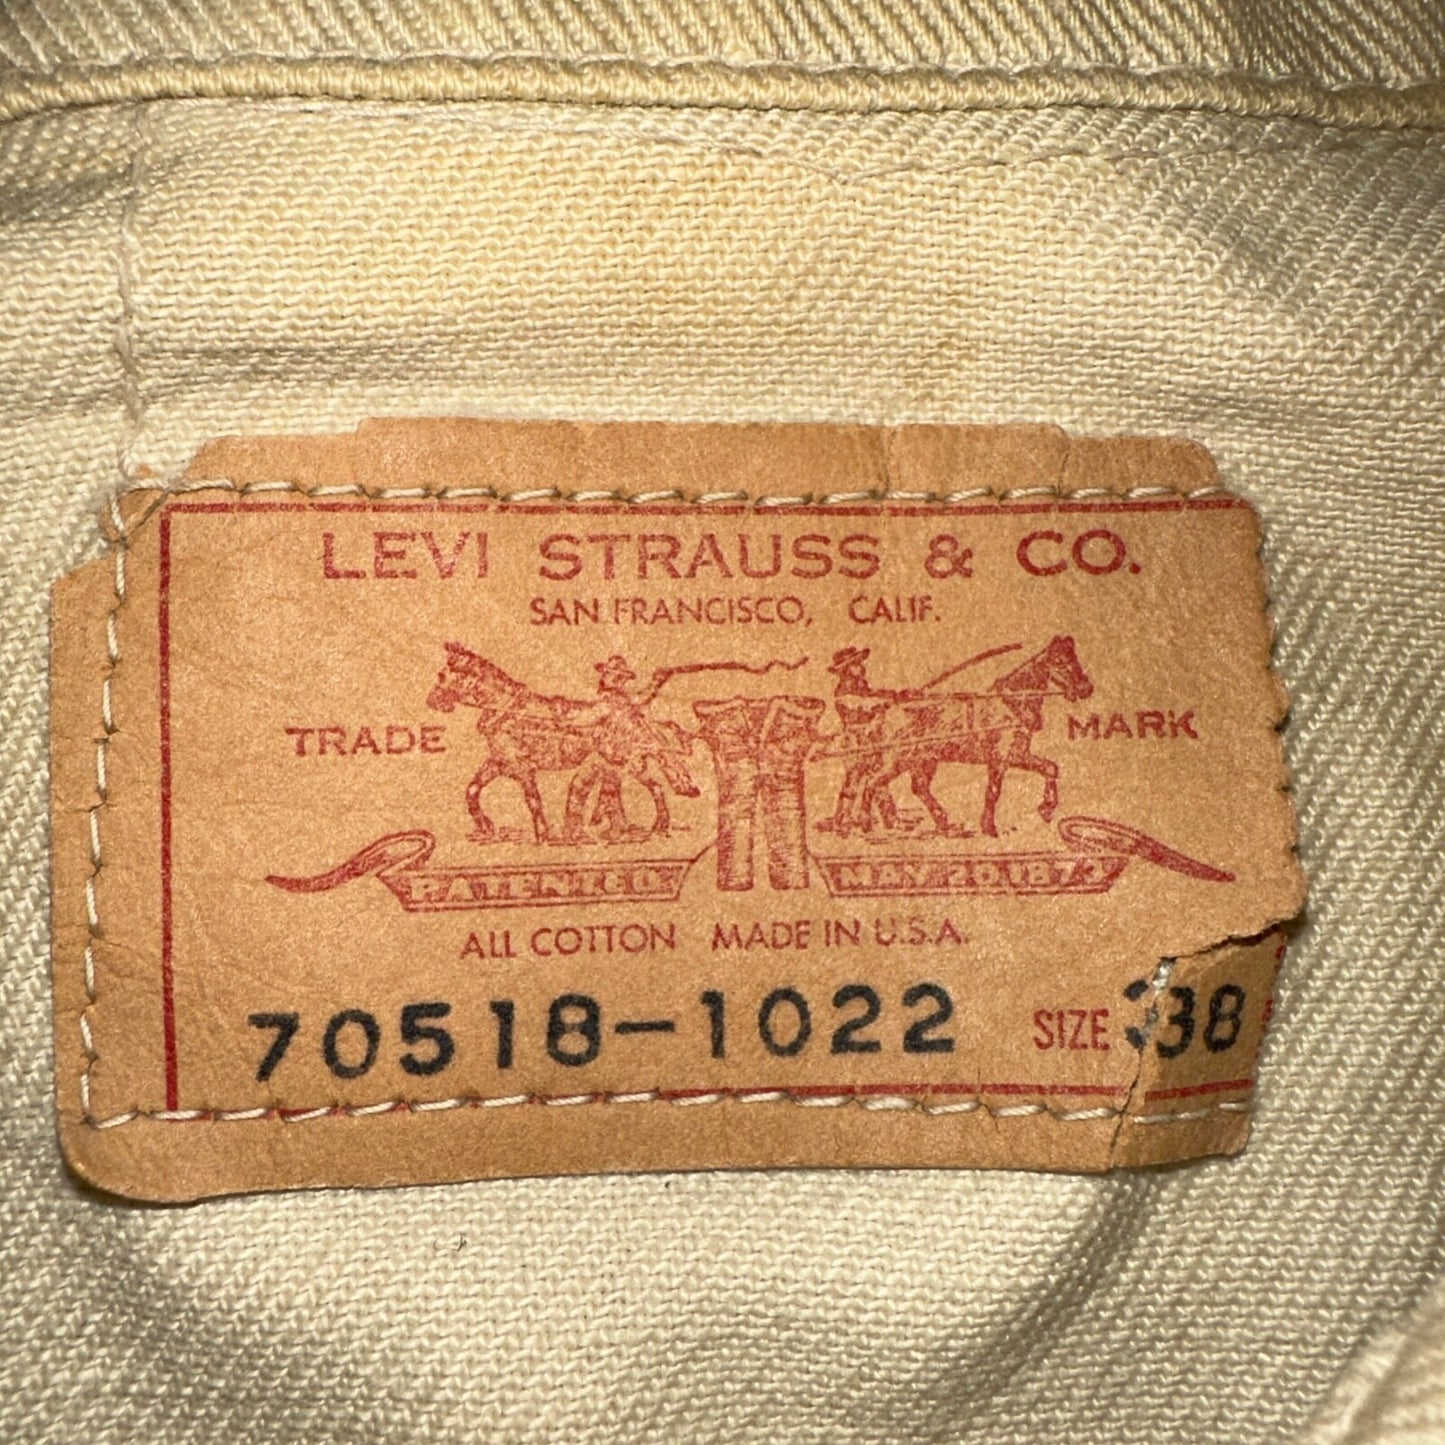 LEVI STRAUSS & CO.
SAN FRANCISCO, CALIF.
TRADE MARK
PATENTED MAY 20 1873
ALL COTTON MADE IN U.S.A.
70518-1022 SIZE 38